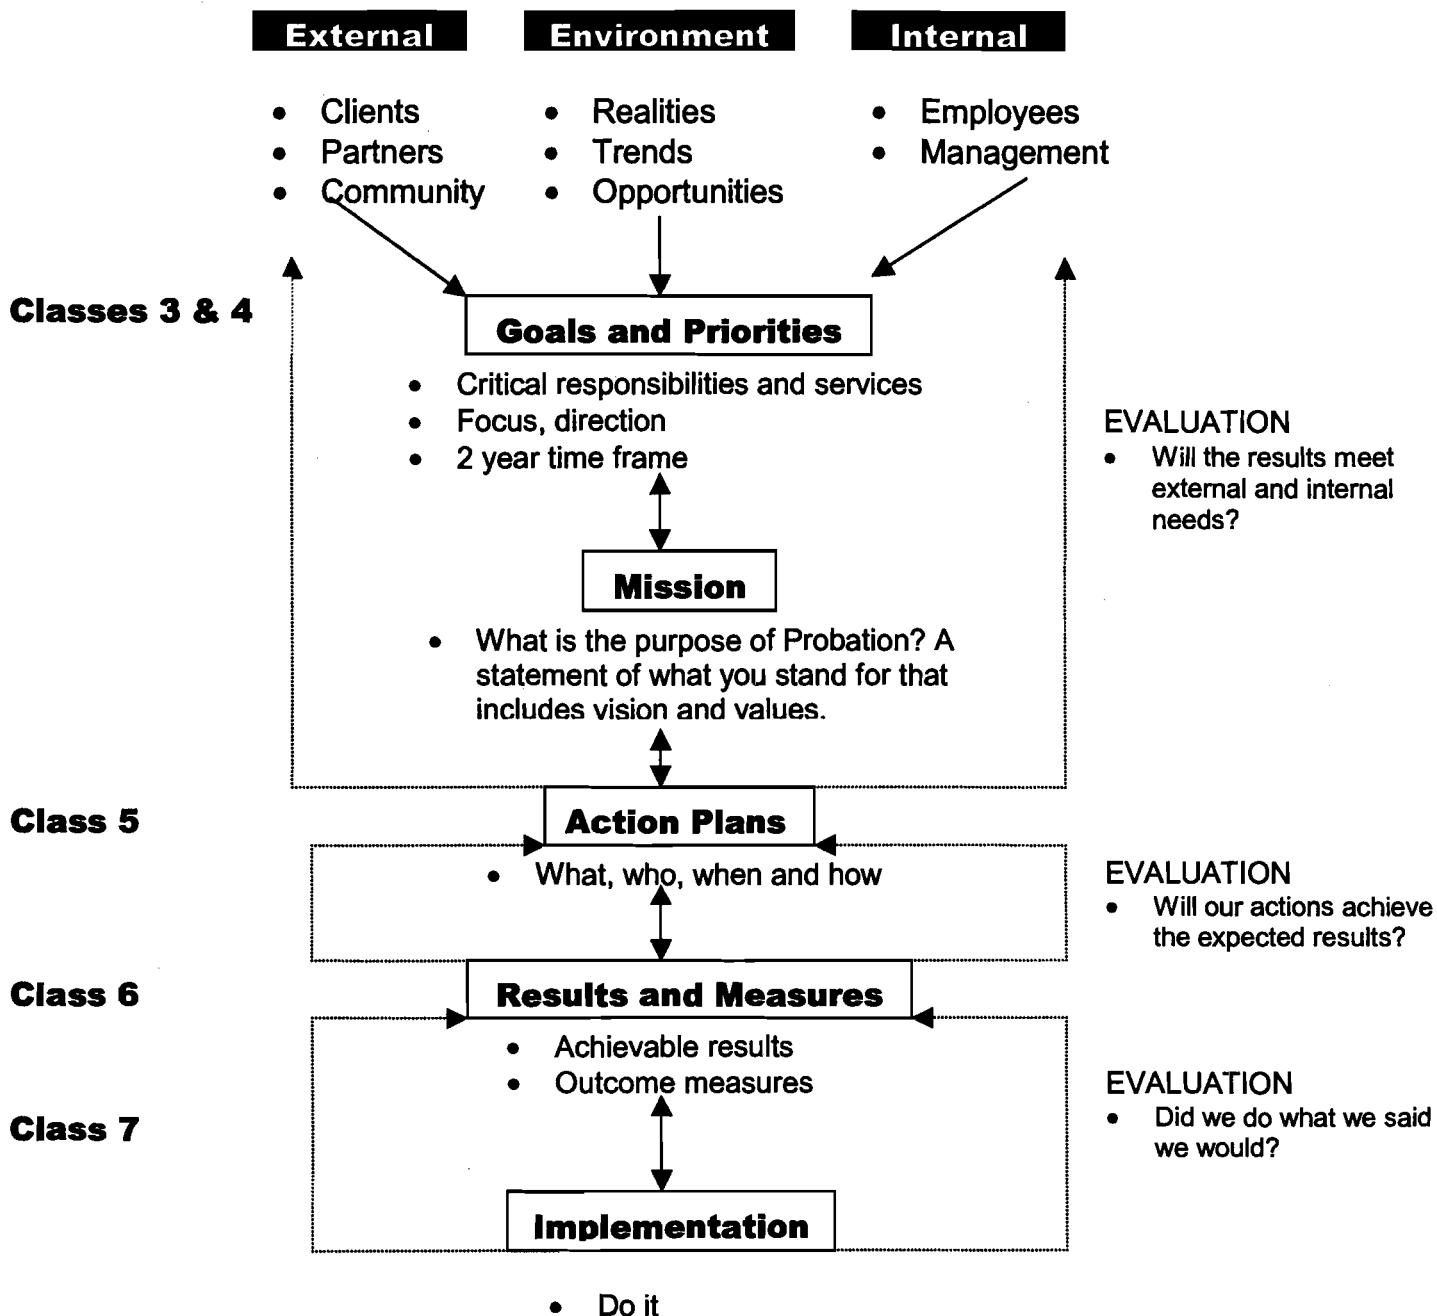 External
Environment
Internal
• Clients
• Partners
• Community
• Realities
• Trends
• Opportunities
• Employees
• Management
Classes 3 & 4
Goals and Priorities
• Critical responsibilities and services
• Focus, direction
• 2 year time frame
EVALUATION
• Will the results meet
external and internal
needs?
Mission
• What is the purpose of Probation? A
statement of what you stand for that
includes vision and values.
Class 5
Action Plans
• What, who, when and how
EVALUATION
• Will our actions achieve
the expected results?
Class 6
Results and Measures
• Achievable results
• Outcome measures
EVALUATION
• Did we do what we said
we would?
Class 7
Implementation
• Do it